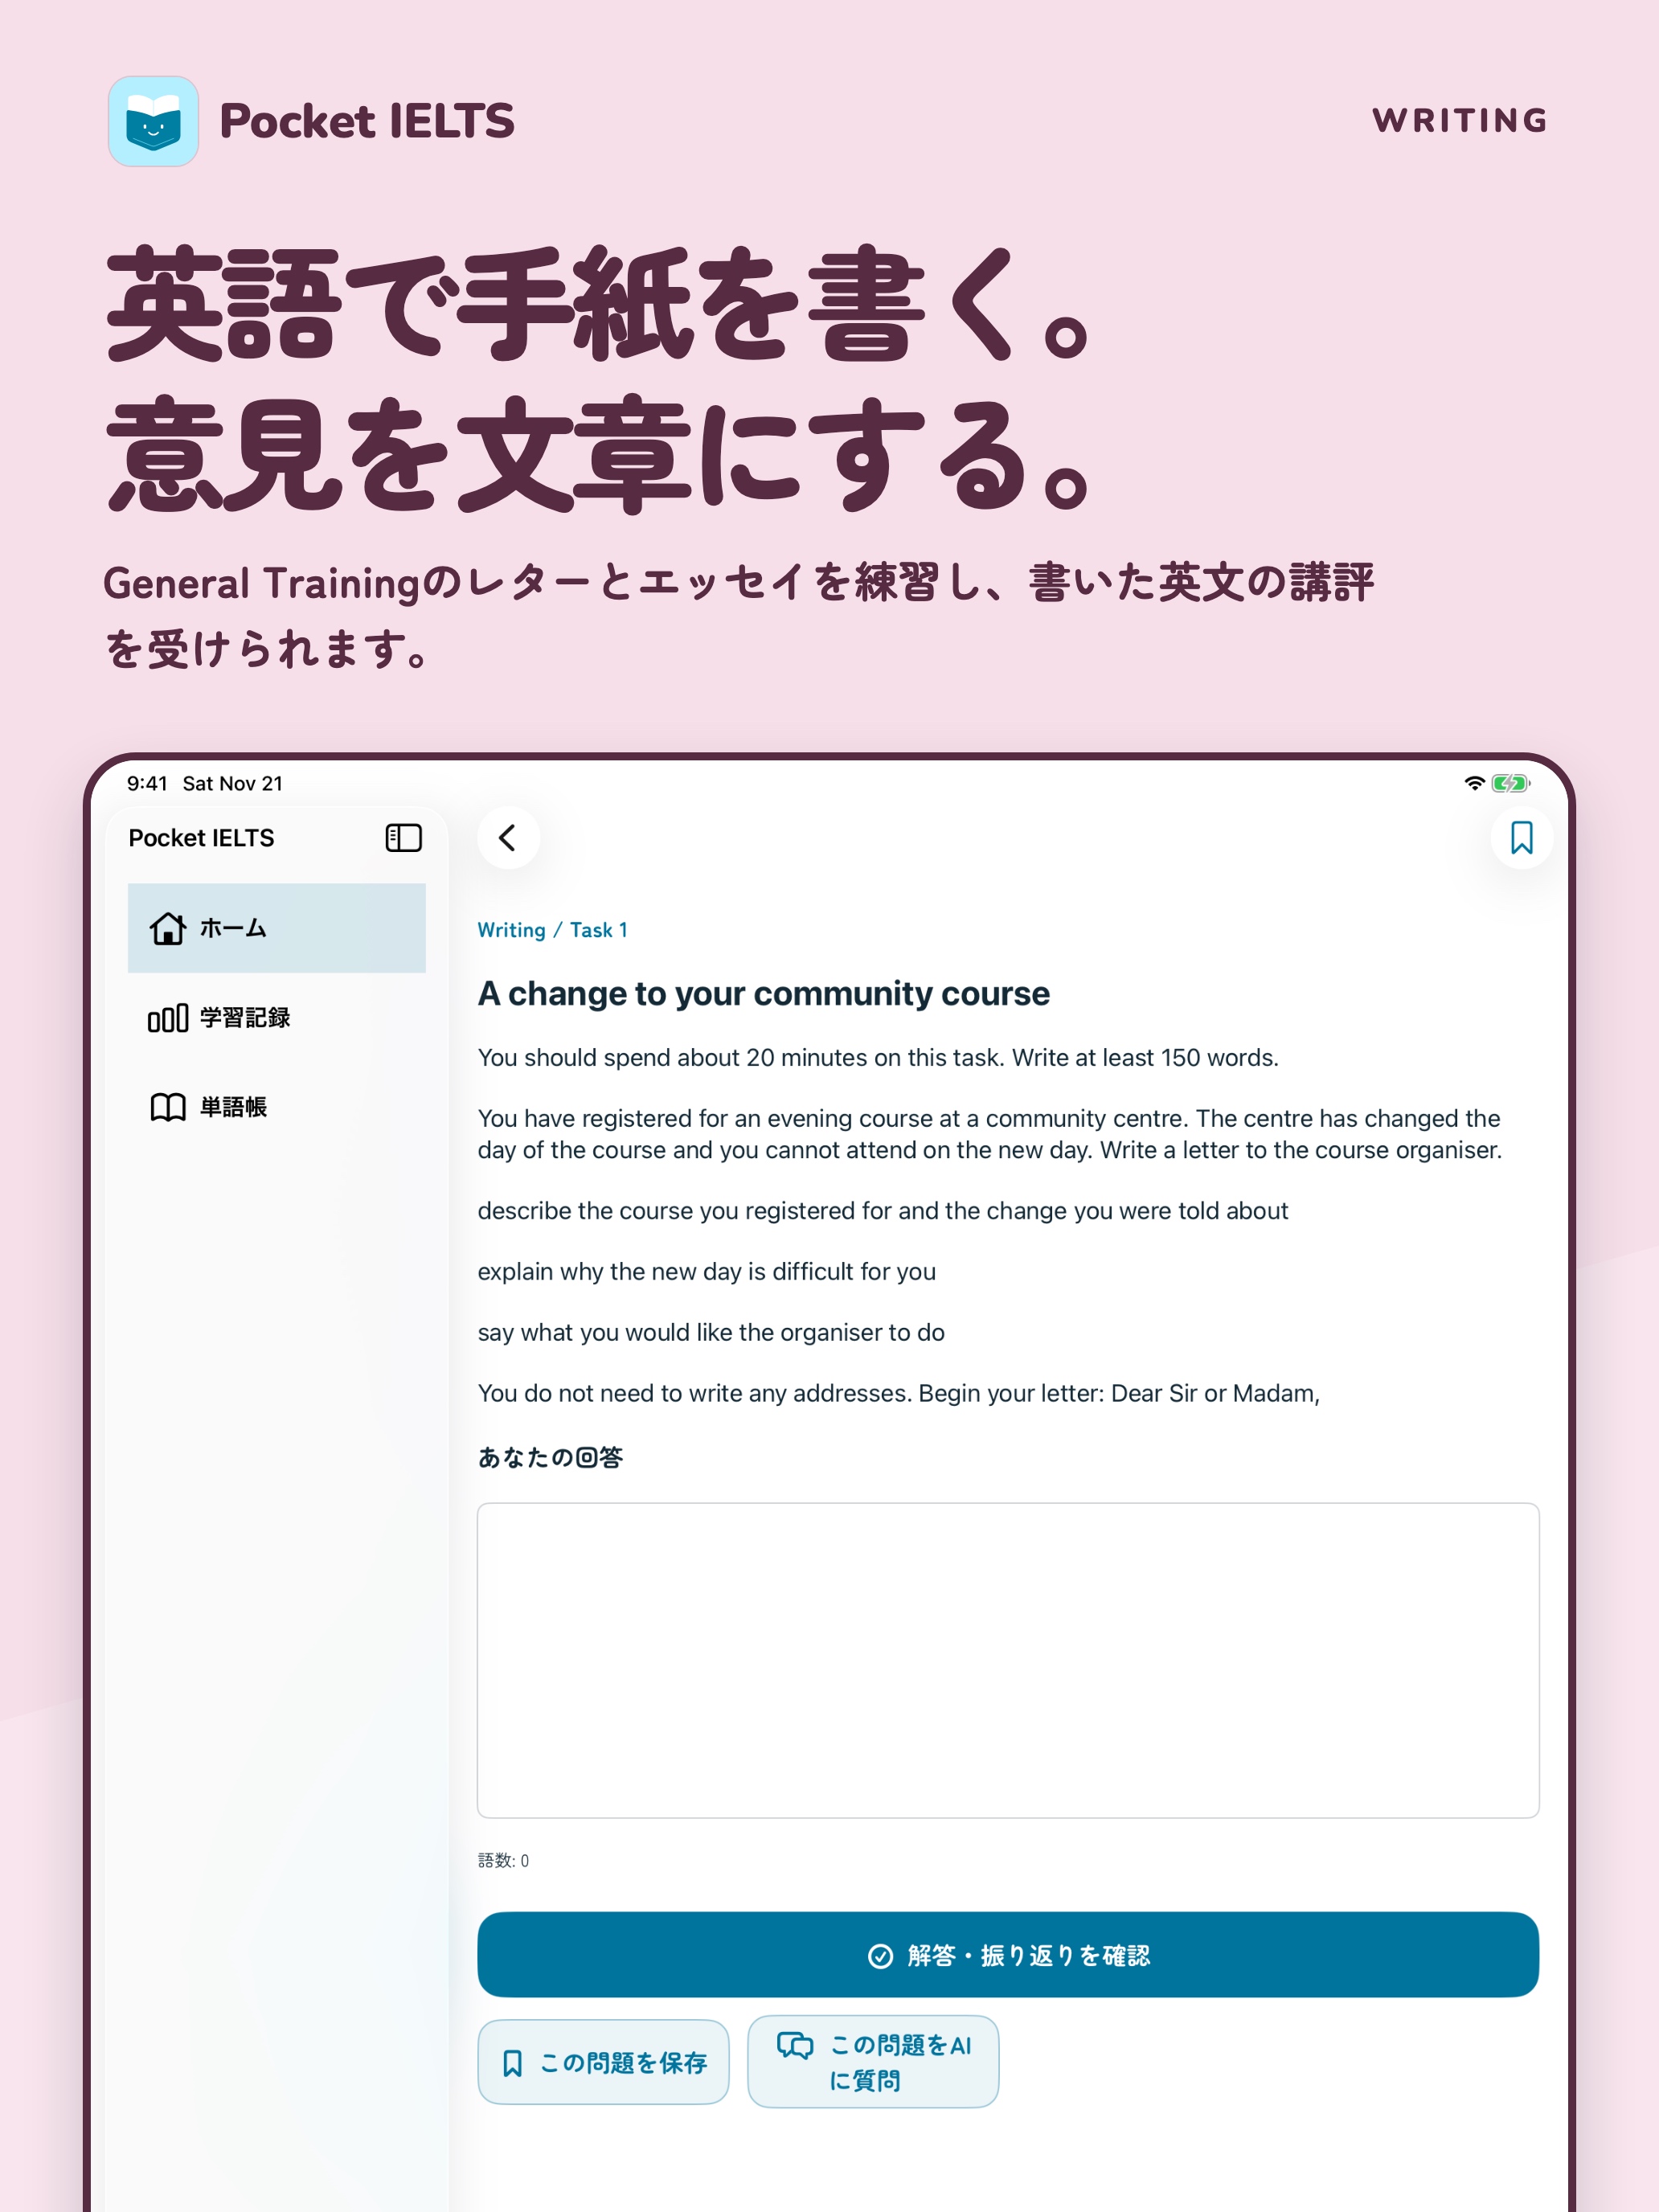 Pocket IELTS
WRITING
英語で手紙を書く。
意見を文章にする。
General Trainingのレターとエッセイを練習し、書いた英文の講評
を受けられます。
9:41 Sat Nov 21
Pocket IELTS
ホーム
学習記録
単語帳
Writing / Task 1
A change to your community course
You should spend about 20 minutes on this task. Write at least 150 words.
You have registered for an evening course at a community centre. The centre has changed the
day of the course and you cannot attend on the new day. Write a letter to the course organiser.
describe the course you registered for and the change you were told about
explain why the new day is difficult for you
say what you would like the organiser to do
You do not need to write any addresses. Begin your letter: Dear Sir or Madam,
あなたの回答
語数: 0
解答・振り返りを確認
この問題を保存
この問題をAI
に質問